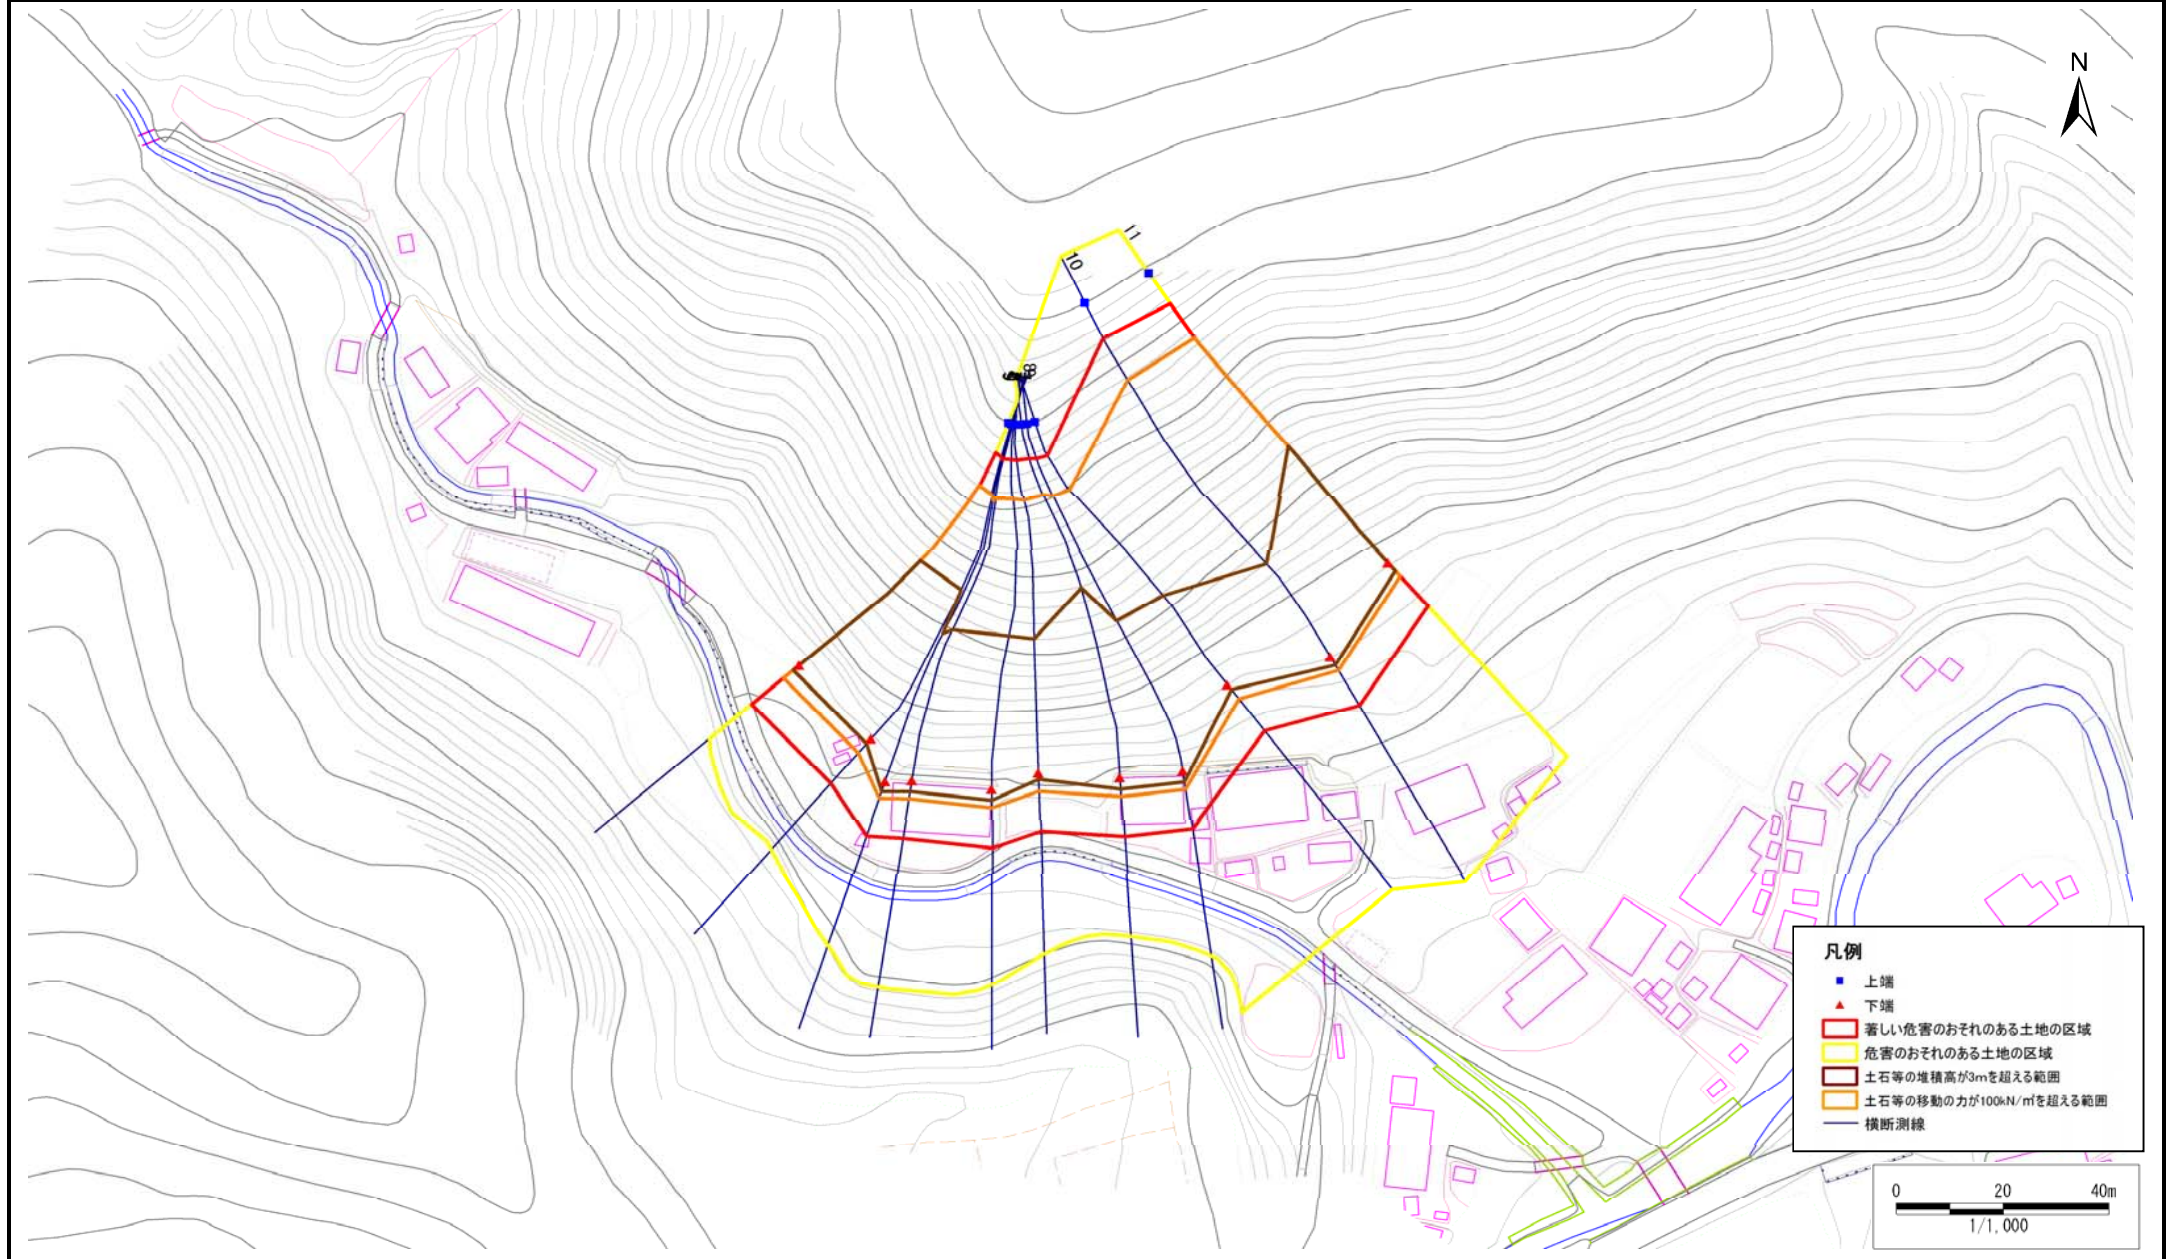 N
11
10
8
凡例
上端
下端
著しい危害のおそれのある土地の区域
危害のおそれのある土地の区域
土石等の堆積高が3mを超える範囲
土石等の移動の力が100kN/㎡を超える範囲
横断測線
0 20 40m
1/1,000